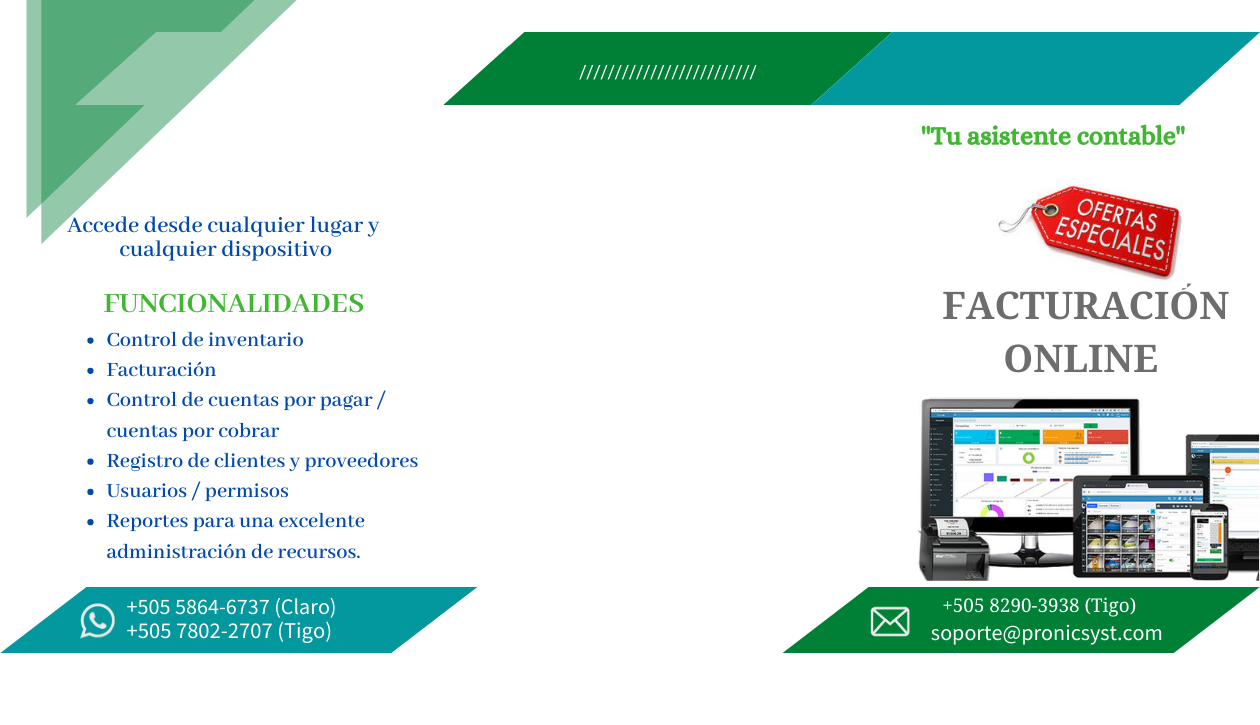 /////////////////////////
"Tu asistente contable"
OFERTAS
ESPECIALES
FACTURACIÓN
ONLINE
Accede desde cualquier lugar y
cualquier dispositivo
FUNCIONALIDADES
• Control de inventario
• Facturación
• Control de cuentas por pagar /
cuentas por cobrar
• Registro de clientes y proveedores
• Usuarios / permisos
• Reportes para una excelente
administración de recursos.
+505 5864-6737 (Claro)
+505 7802-2707 (Tigo)
+505 8290-3938 (Tigo)
soporte@pronicsyst.com